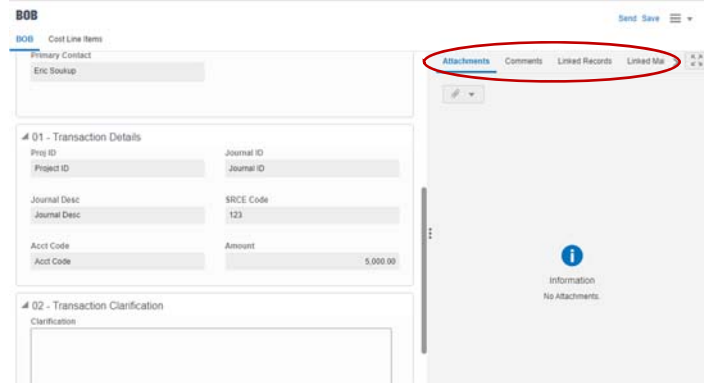 BOB
Send Save
BOB Cost Line Items
Primary Contact
Eric Soukup
Attachments Comments Linked Records Linked Mai
01 - Transaction Details
Proj ID Journal ID
Project ID Journal ID
Journal Desc SRCE Code
Journal Desc 123
Acct Code Amount
Acct Code 5,000.00
Information
No Attachments.
02 - Transaction Clarification
Clarification